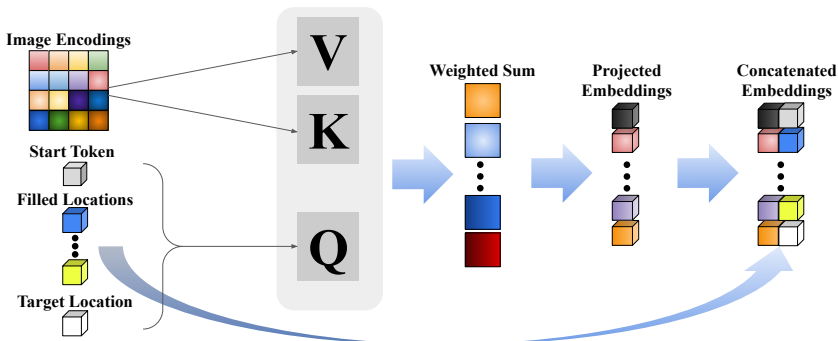 Image Encodings
Start Token
Filled Locations
Target Location
V
K
Q
Weighted Sum
Projected
Embeddings
Concatenated
Embeddings